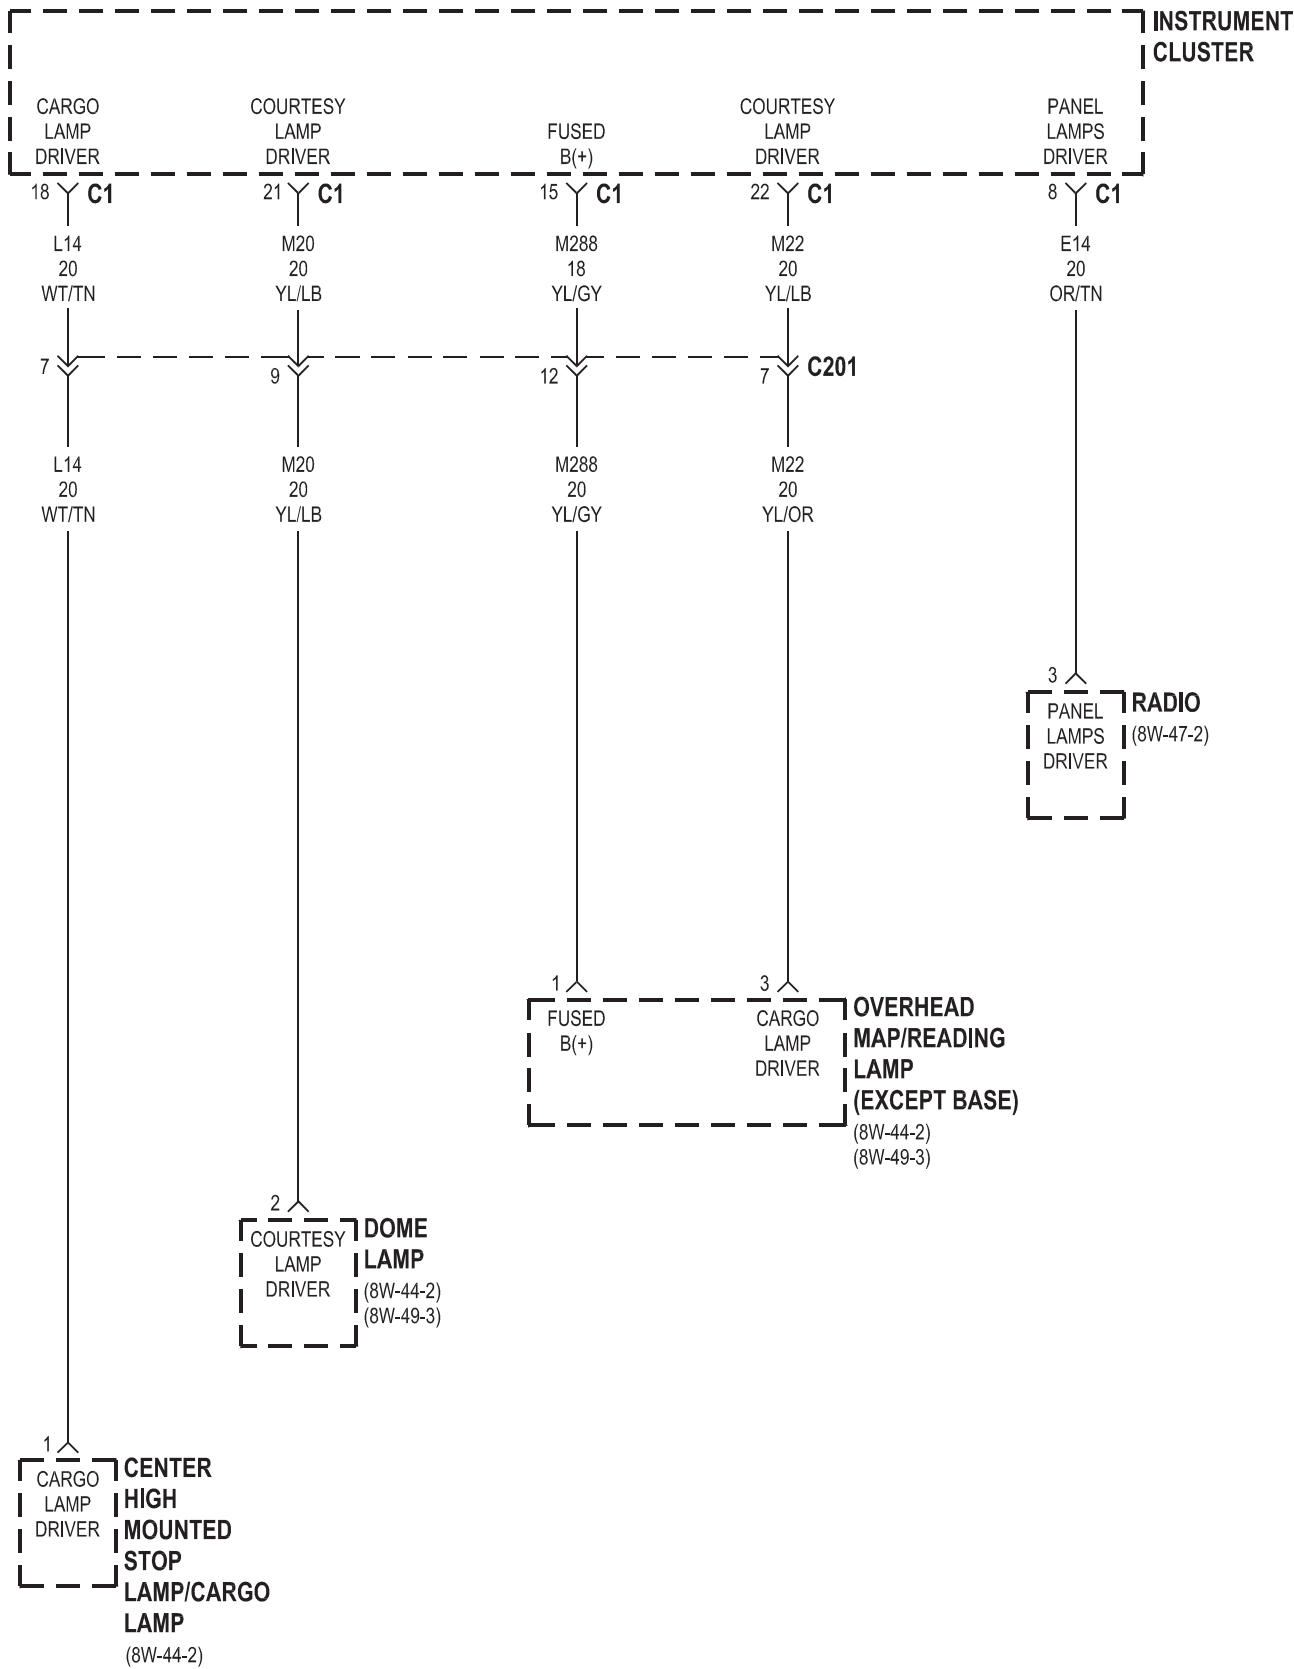 INSTRUMENT
CLUSTER
CARGO
LAMP
DRIVER
COURTESY
LAMP
DRIVER
FUSED
B(+)
COURTESY
LAMP
DRIVER
PANEL
LAMPS
DRIVER
18 C1
21 C1
15 C1
22 C1
8 C1
L14
20
WT/TN
M20
20
YL/LB
M288
18
YL/GY
M22
20
YL/LB
E14
20
OR/TN
7
9
12
7
C201
L14
20
WT/TN
M20
20
YL/LB
M288
20
YL/GY
M22
20
YL/OR
3
PANEL
LAMPS
DRIVER
RADIO
(8W-47-2)
1
FUSED
B(+)
3
CARGO
LAMP
DRIVER
OVERHEAD
MAP/READING
LAMP
(EXCEPT BASE)
(8W-44-2)
(8W-49-3)
2
COURTESY
LAMP
DRIVER
DOME
LAMP
(8W-44-2)
(8W-49-3)
1
CARGO
LAMP
DRIVER
CENTER
HIGH
MOUNTED
STOP
LAMP/CARGO
LAMP
(8W-44-2)